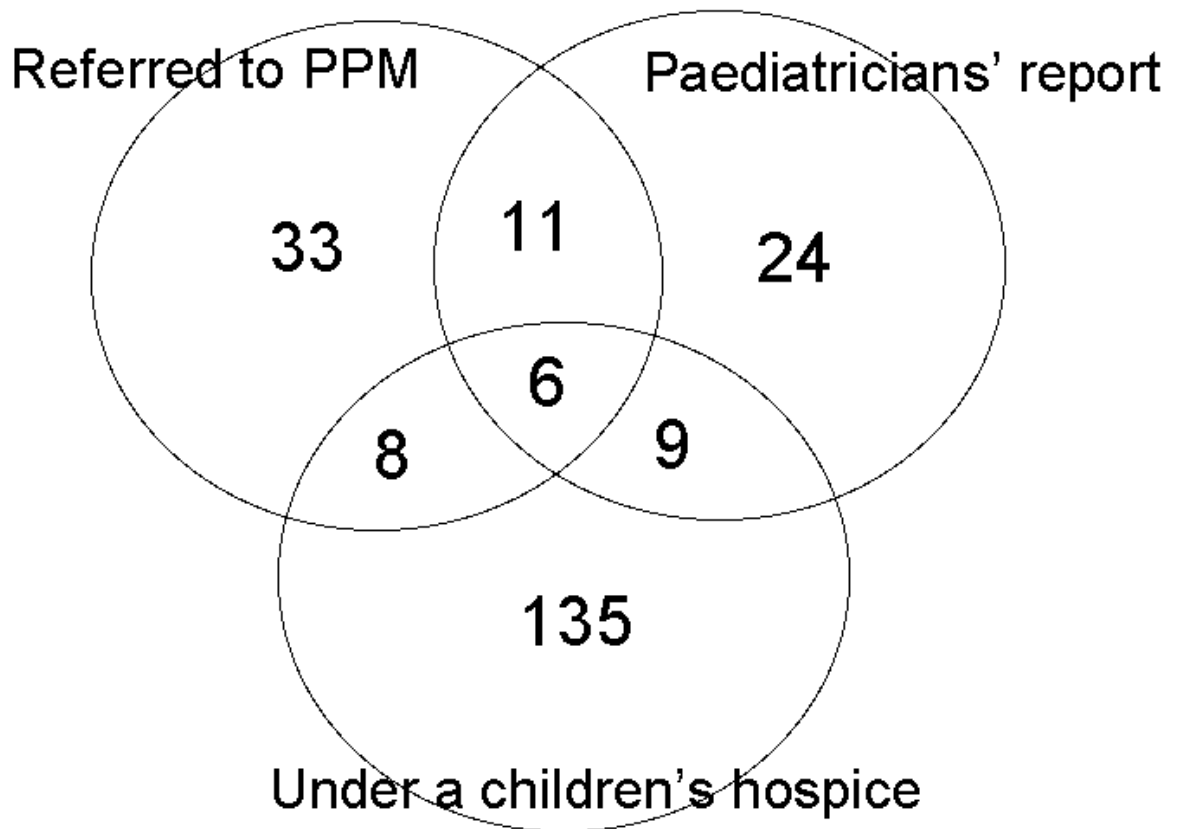 Referred to PPM
Paediatricians’ report
33
11
24
6
8
9
135
Under a children’s hospice